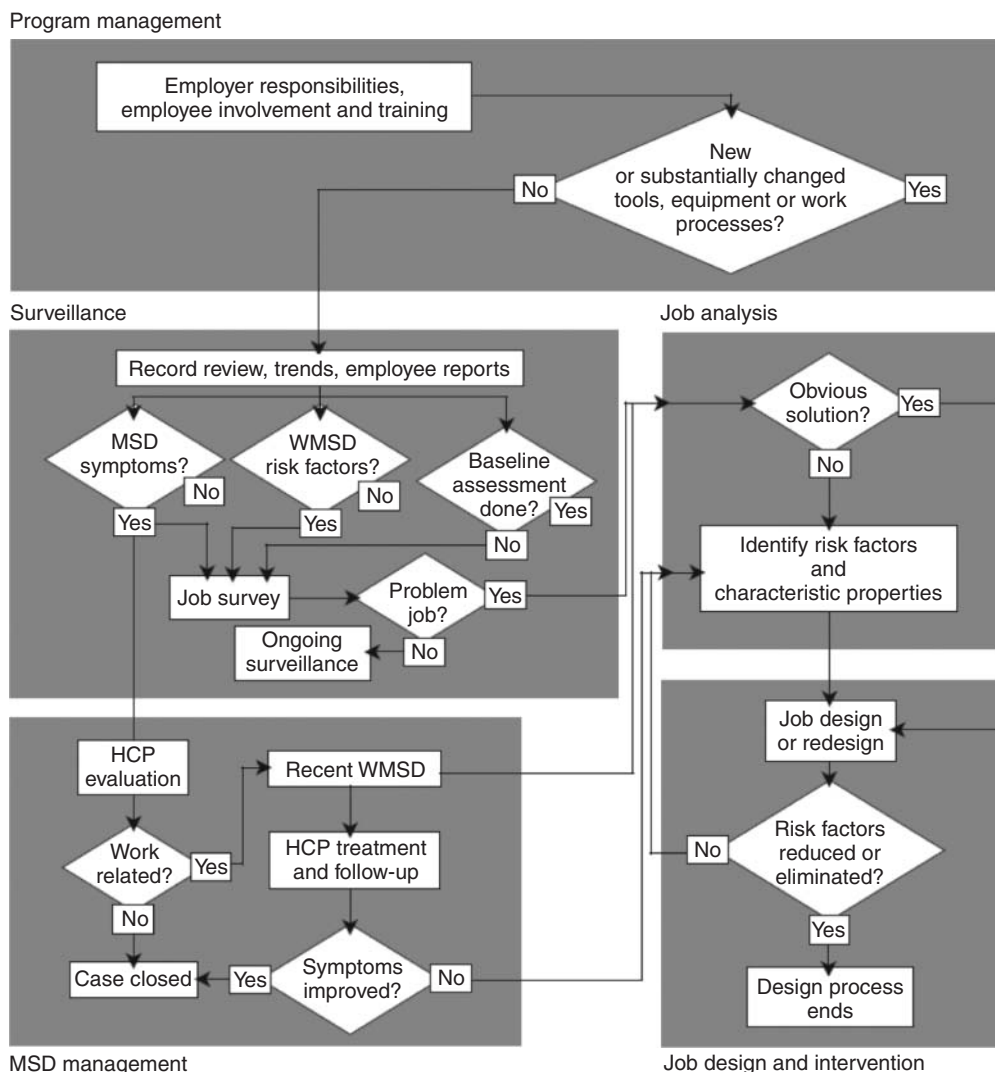 Program management
Employer responsibilities,
employee involvement and training
New
or substantially changed
tools, equipment or work
processes?
No
Yes
Surveillance
Record review, trends, employee reports
MSD
symptoms?
No
Yes
WMSD
risk factors?
No
Yes
Baseline
assessment
done?
Yes
No
Job survey
Problem
job?
Yes
No
Ongoing
surveillance
Job analysis
Obvious
solution?
Yes
No
Identify risk factors
and
characteristic properties
HCP
evaluation
Work
related?
Yes
No
Case closed
Recent WMSD
HCP treatment
and follow-up
Symptoms
improved?
Yes
No
MSD management
Job design
or redesign
Risk factors
reduced or
eliminated?
No
Yes
Design process
ends
Job design and intervention